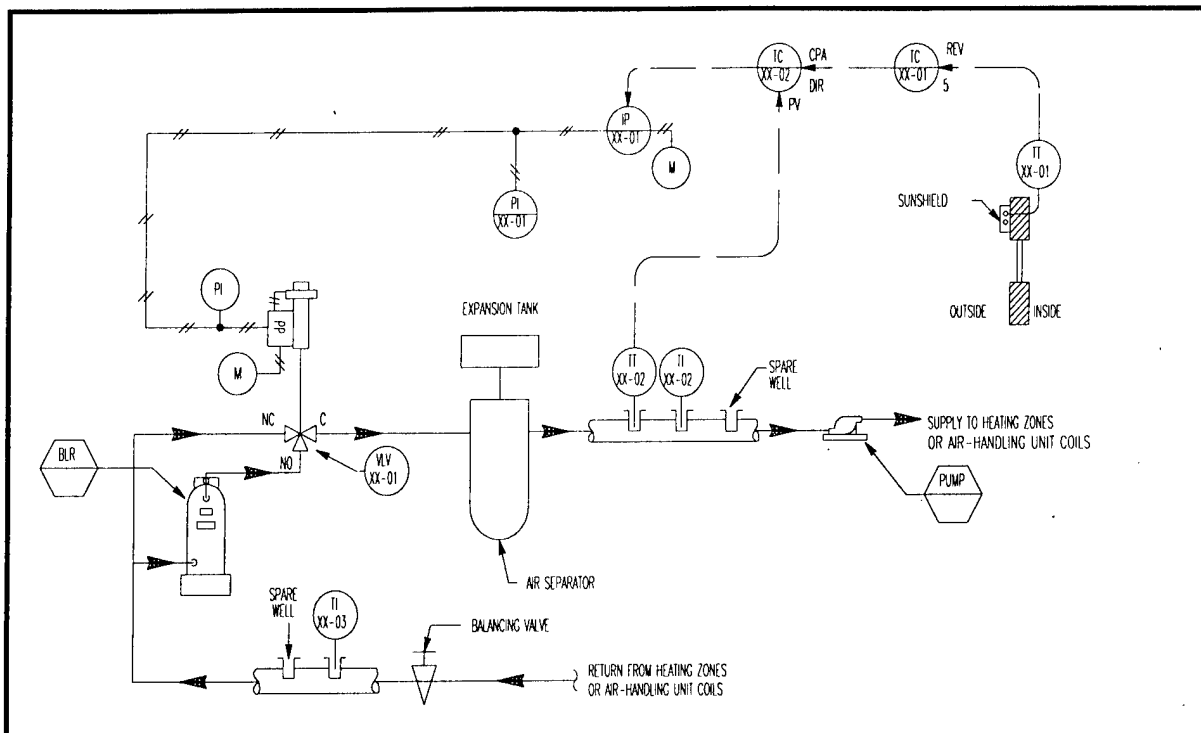 TC
XX-02
CPA
DIR
PV
TC
XX-01
REV
5
IP
XX-01
M
PI
XX-01
TT
XX-01
SUNSHIELD
OUTSIDE
INSIDE
PI
DP
M
EXPANSION TANK
TT
XX-02
TI
XX-02
SPARE
WELL
NC
C
NO
VLV
XX-01
BLR
SUPPLY TO HEATING ZONES
OR AIR-HANDLING UNIT COILS
PUMP
AIR SEPARATOR
SPARE
WELL
TI
XX-03
BALANCING VALVE
RETURN FROM HEATING ZONES
OR AIR-HANDLING UNIT COILS